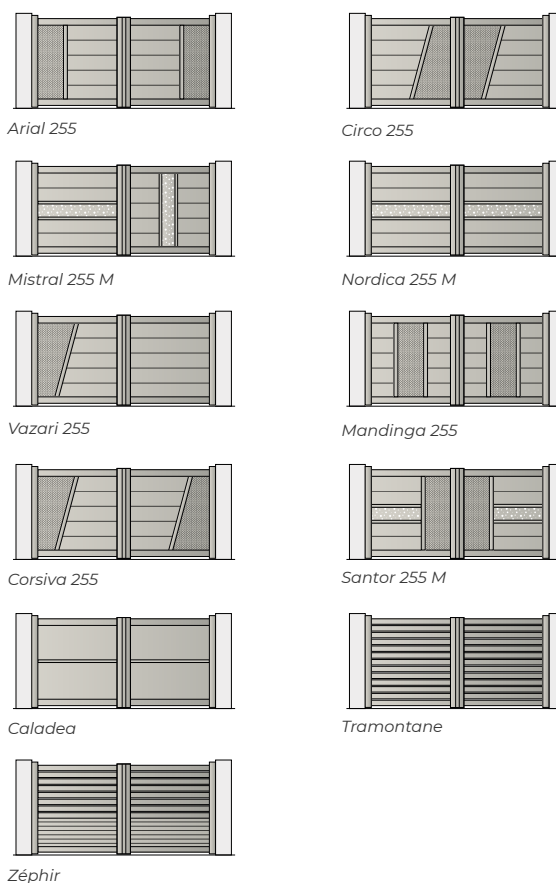 Arial 255
Circo 255
Mistral 255 M
Nordica 255 M
Vazari 255
Mandinga 255
Corsiva 255
Santor 255 M
Caladea
Tramontane
Zéphir